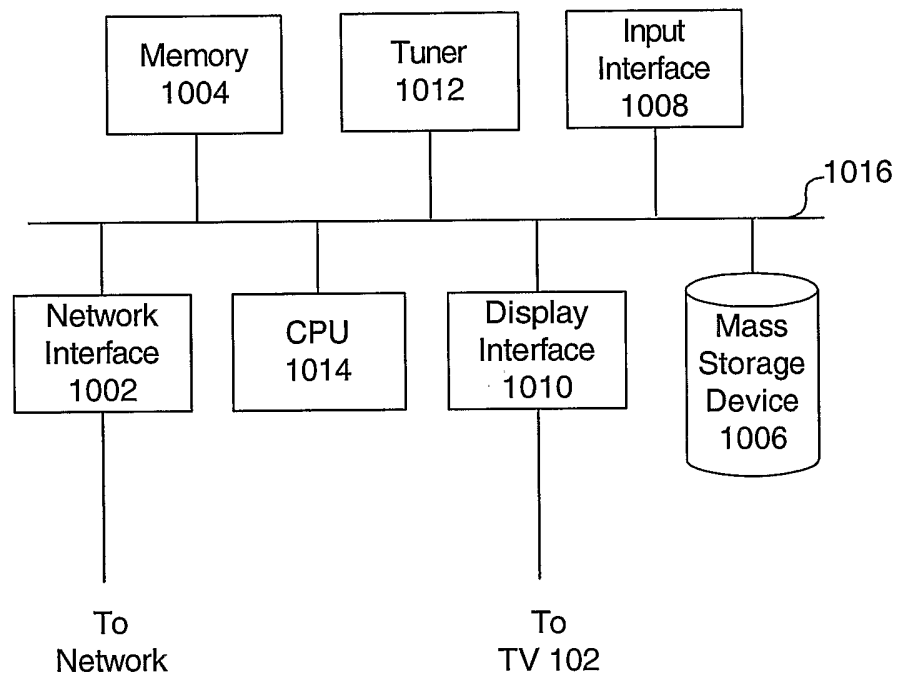 Memory
1004
Tuner
1012
Input
Interface
1008
1016
Network
Interface
1002
CPU
1014
Display
Interface
1010
Mass
Storage
Device
1006
To
Network
To
TV 102